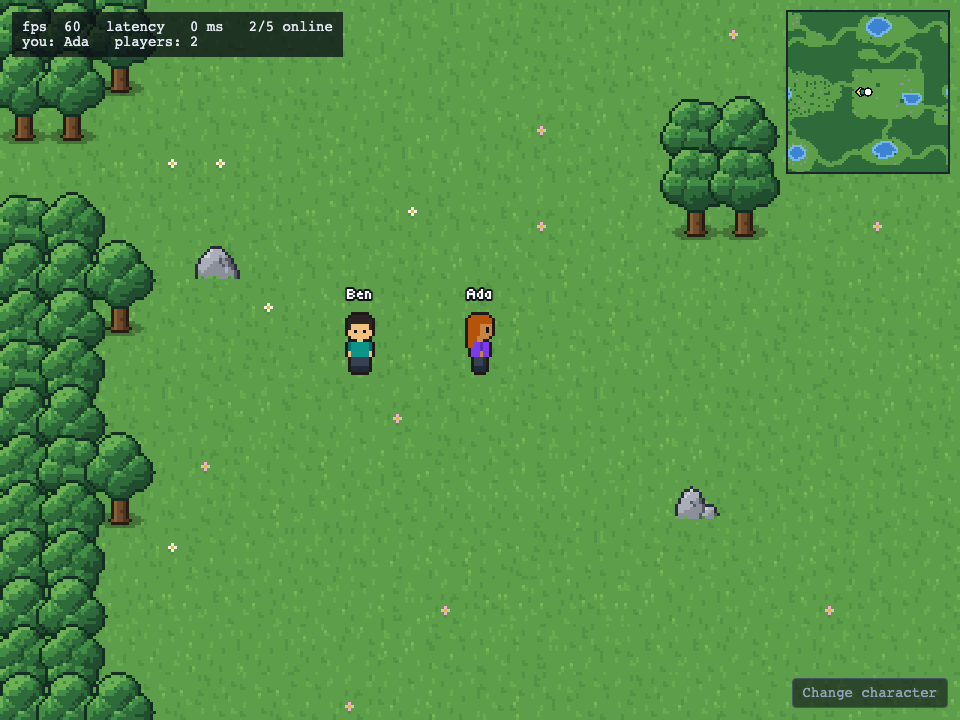 fps 60 latency 0 ms 2/5 online
you: Ada players: 2
Ben
Ada
Change character